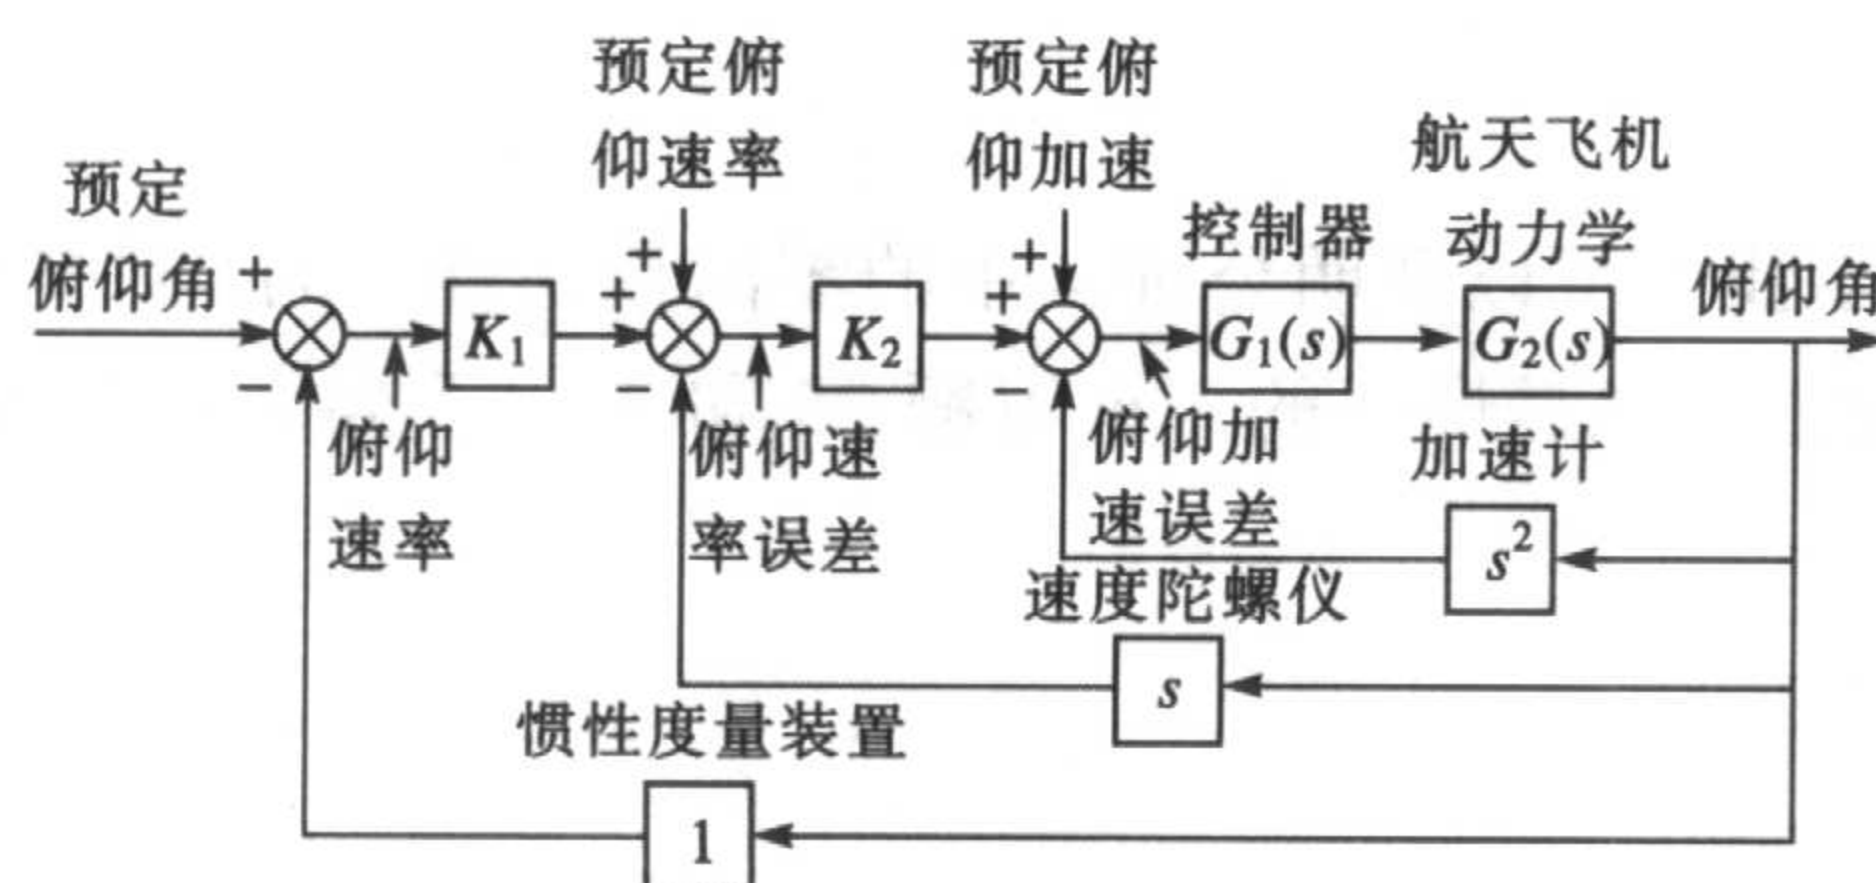 预定俯
仰速率
预定俯
仰加速
航天飞机
动力学
预定
俯仰角
+
−
K₁
+
+
−
K₂
+
+
−
控制器
G₁(s)
G₂(s)
俯仰角
俯仰
速率
俯仰速
率误差
俯仰加
速误差
加速计
s²
速度陀螺仪
s
惯性度量装置
1